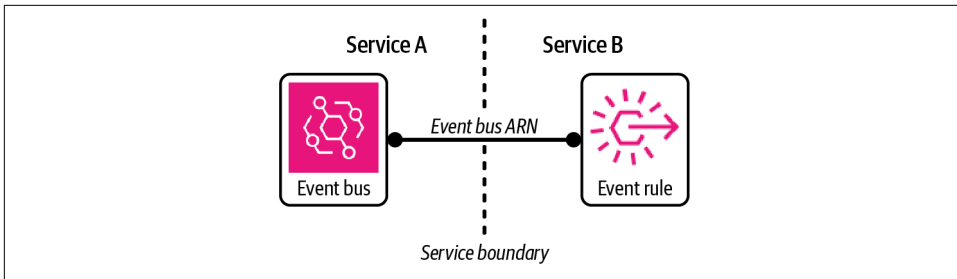 Service A
Service B
Event bus ARN
Event bus
Event rule
Service boundary